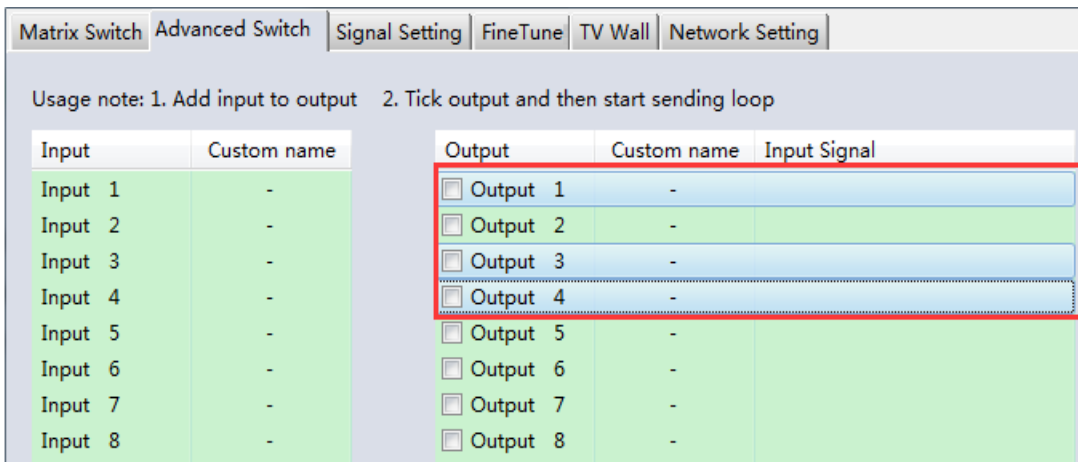 Matrix Switch Advanced Switch Signal Setting FineTune TV Wall Network Setting
Usage note: 1. Add input to output 2. Tick output and then start sending loop
Input Custom name Output Custom name Input Signal
Input 1 - Output 1 -
Input 2 - Output 2 -
Input 3 - Output 3 -
Input 4 - Output 4 -
Input 5 - Output 5 -
Input 6 - Output 6 -
Input 7 - Output 7 -
Input 8 - Output 8 -